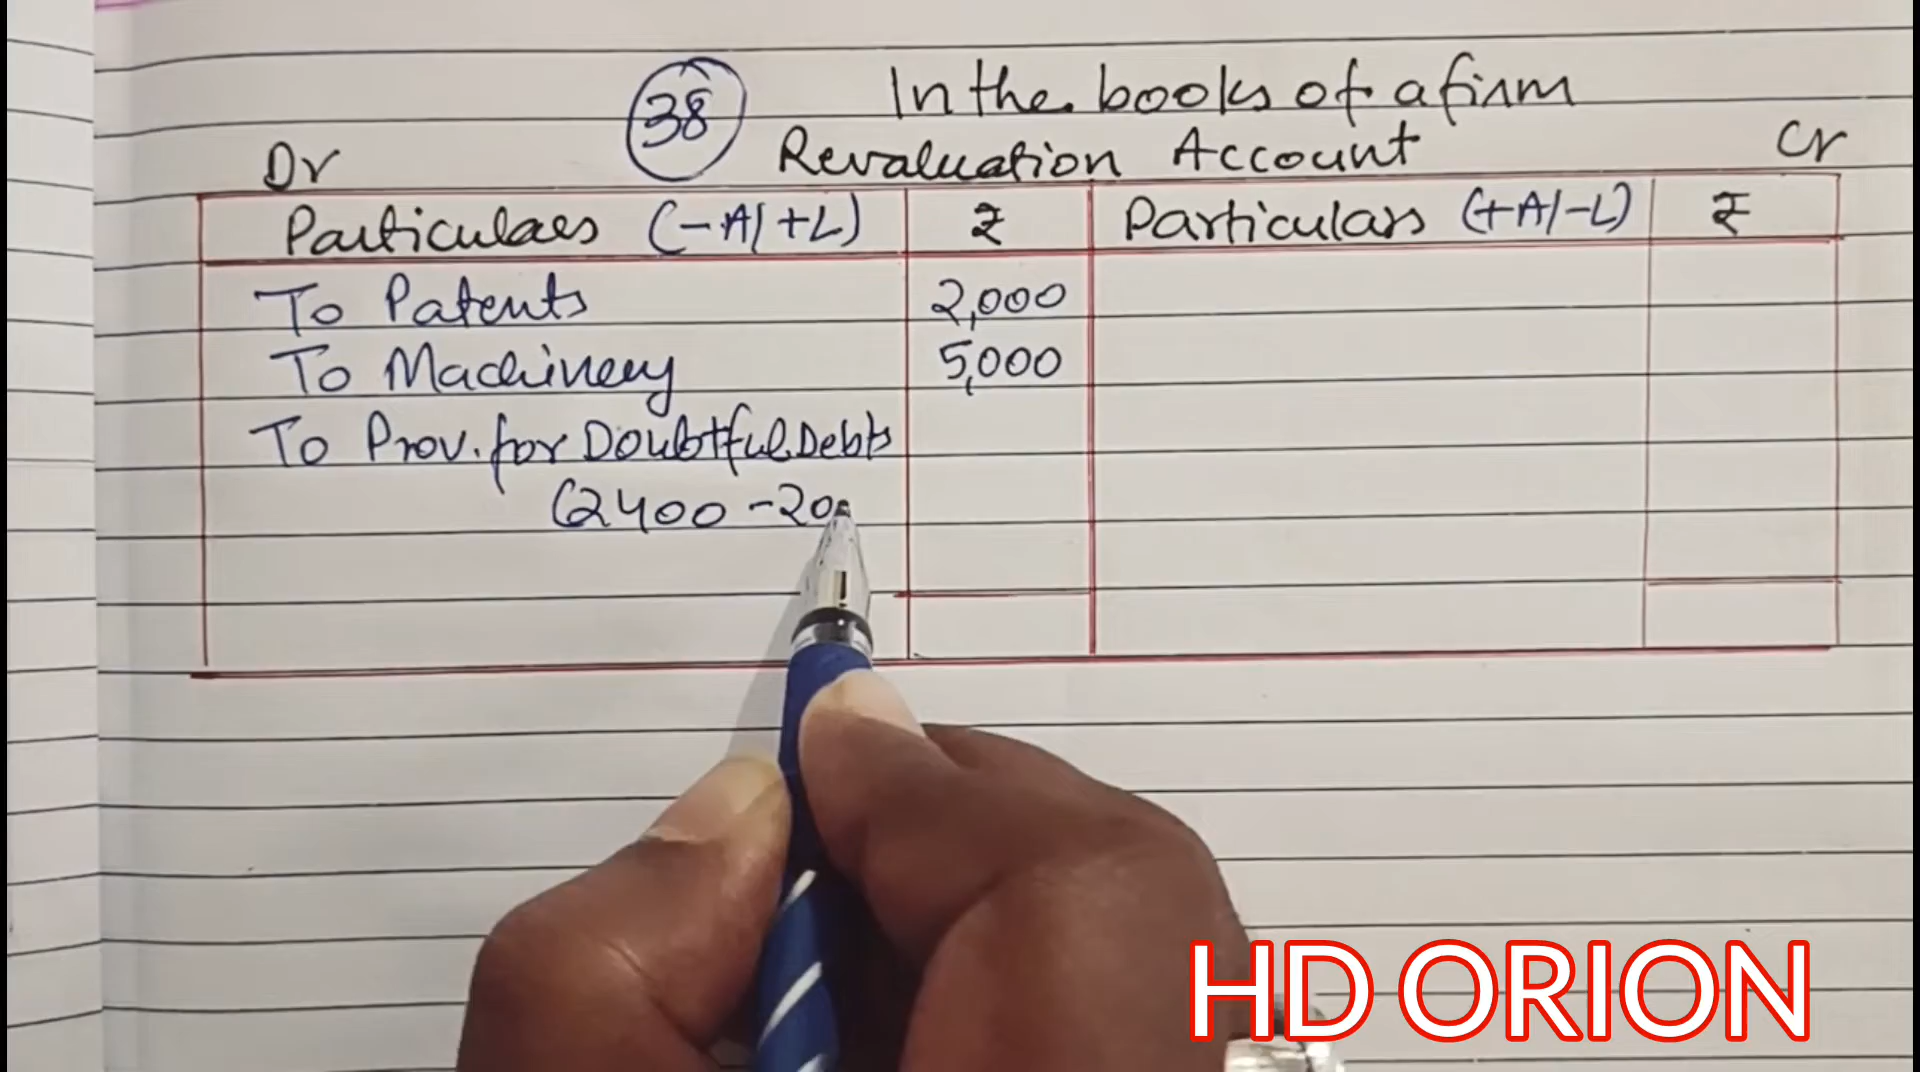 38
In the books of a firm
Revaluation Account
Dr
Cr
Particulars (-A/+L) ₹ Particulars (+A/-L) ₹
To Patents 2,000
To Machinery 5,000
To Prov. for Doubtful Debts
(2400 - 20
HD ORION